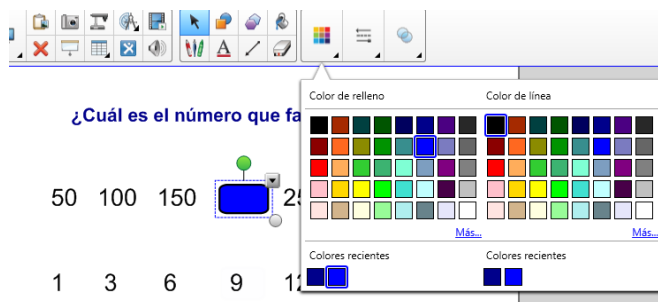 Color de relleno Color de línea
¿Cuál es el número que fa
50 100 150 25
Más... Más...
Colores recientes Colores recientes
1 3 6 9 12